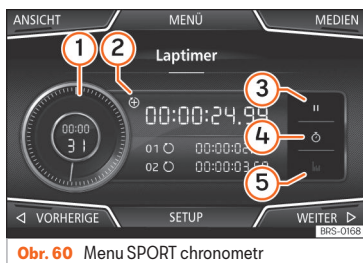 ANSICHT MENÜ MEDIEN
1 2
Laptimer
3
00:00:24.99
00:00
31
4
01
02
5
VORHERIGE SETUP WEITER
BRS-0168
Obr. 60 Menu SPORT chronometr